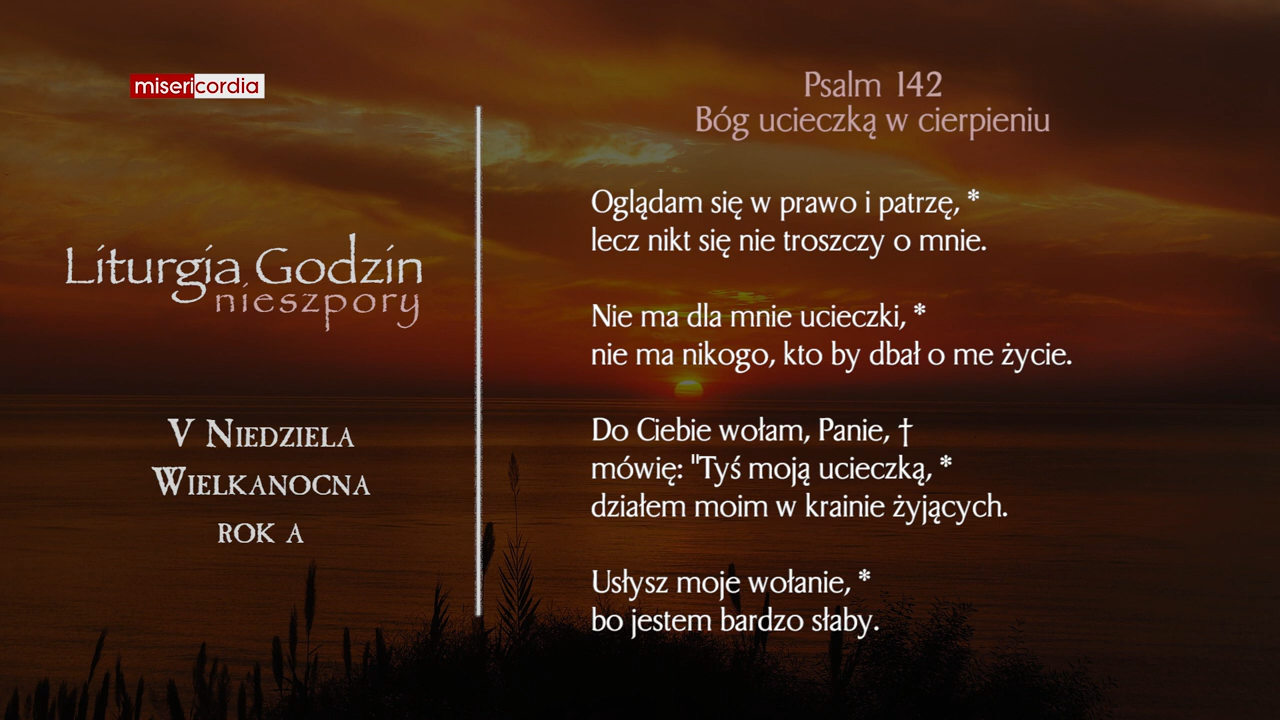 misericordia
Liturgia Godzin
nieszpory
V Niedziela
Wielkanocna
rok A
Psalm 142
Bóg ucieczką w cierpieniu
Oglądam się w prawo i patrzę, *
lecz nikt się nie troszczy o mnie.
Nie ma dla mnie ucieczki, *
nie ma nikogo, kto by dbał o me życie.
Do Ciebie wołam, Panie, †
mówię: "Tyś moją ucieczką, *
działem moim w krainie żyjących.
Usłysz moje wołanie, *
bo jestem bardzo słaby.